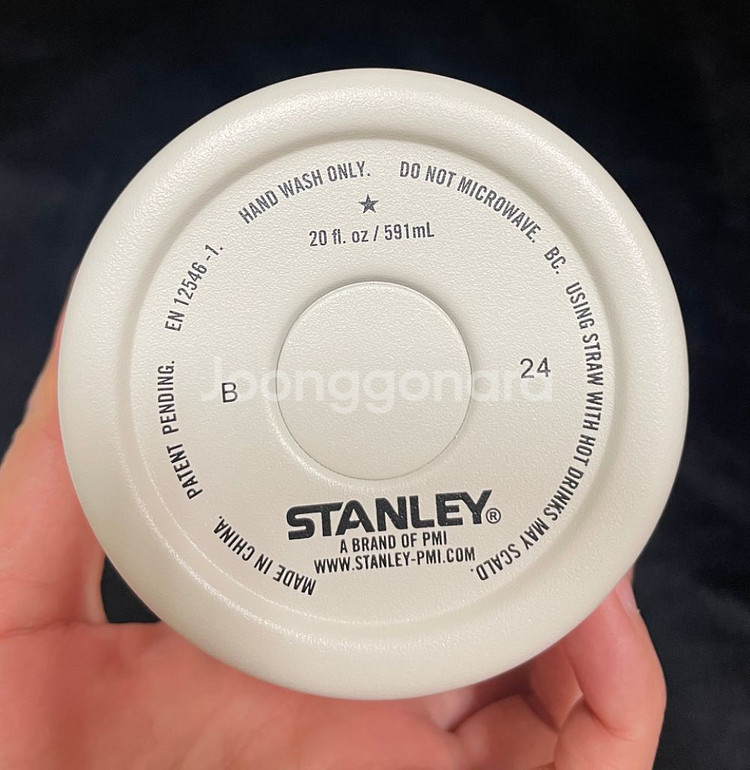 MADE IN CHINA. PATENT PENDING. EN 12546 -1. HAND WASH ONLY. DO NOT MICROWAVE. BC. USING STRAW WITH HOT DRINKS MAY SCALD.
★
20 fl. oz / 591mL
B
24
Joonggonara
STANLEY®
A BRAND OF PMI
WWW.STANLEY-PMI.COM